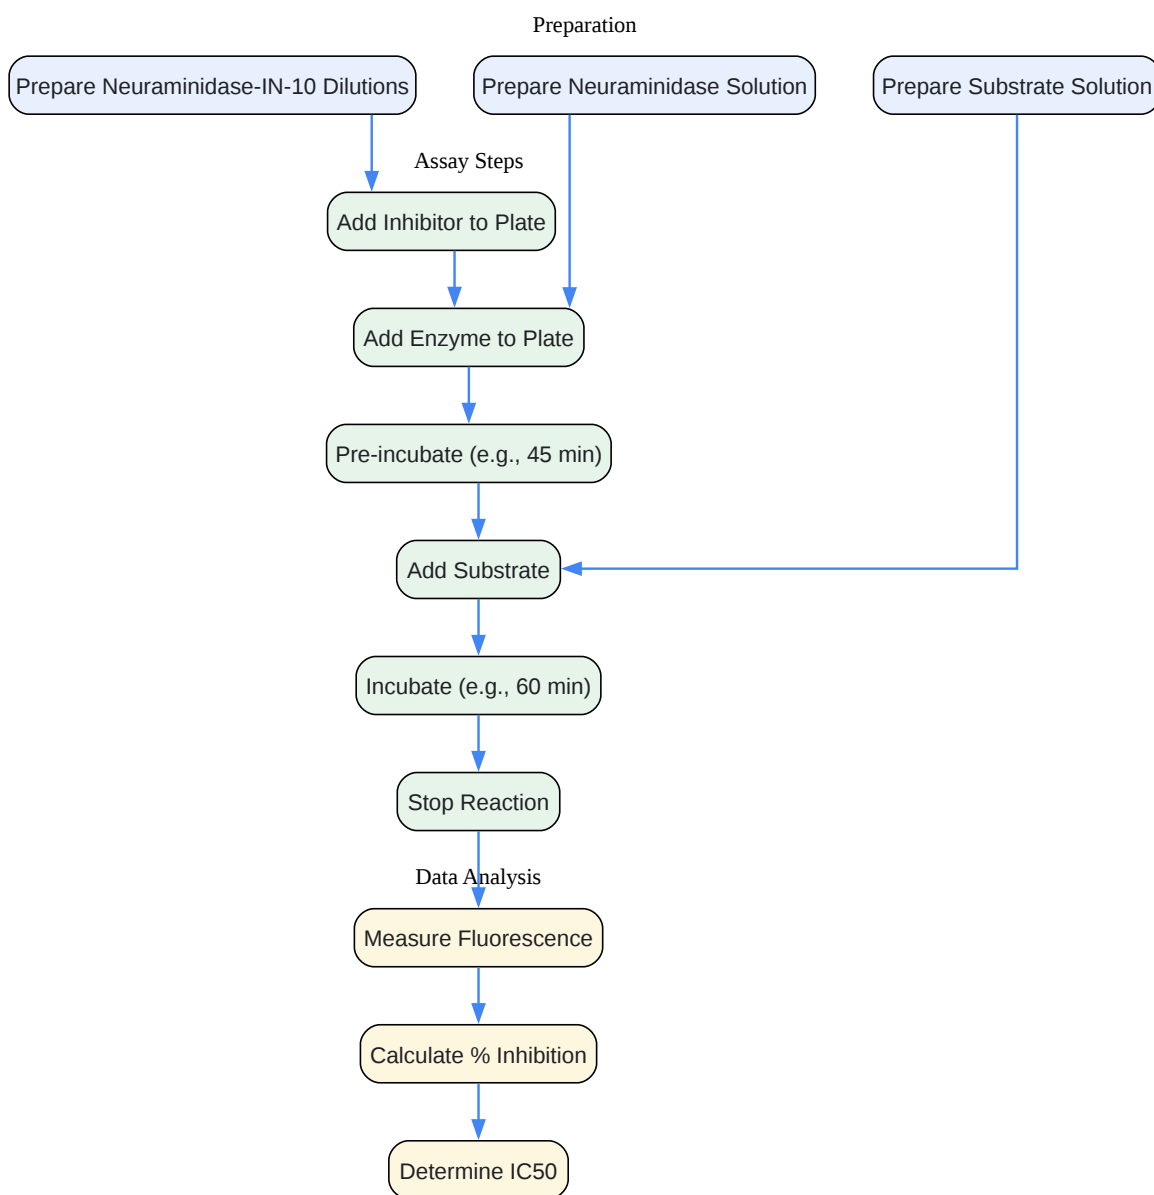 Preparation
Prepare Neuraminidase-IN-10 Dilutions
Prepare Neuraminidase Solution
Prepare Substrate Solution
Assay Steps
Add Inhibitor to Plate
Add Enzyme to Plate
Pre-incubate (e.g., 45 min)
Add Substrate
Incubate (e.g., 60 min)
Stop Reaction
Data Analysis
Measure Fluorescence
Calculate % Inhibition
Determine IC50